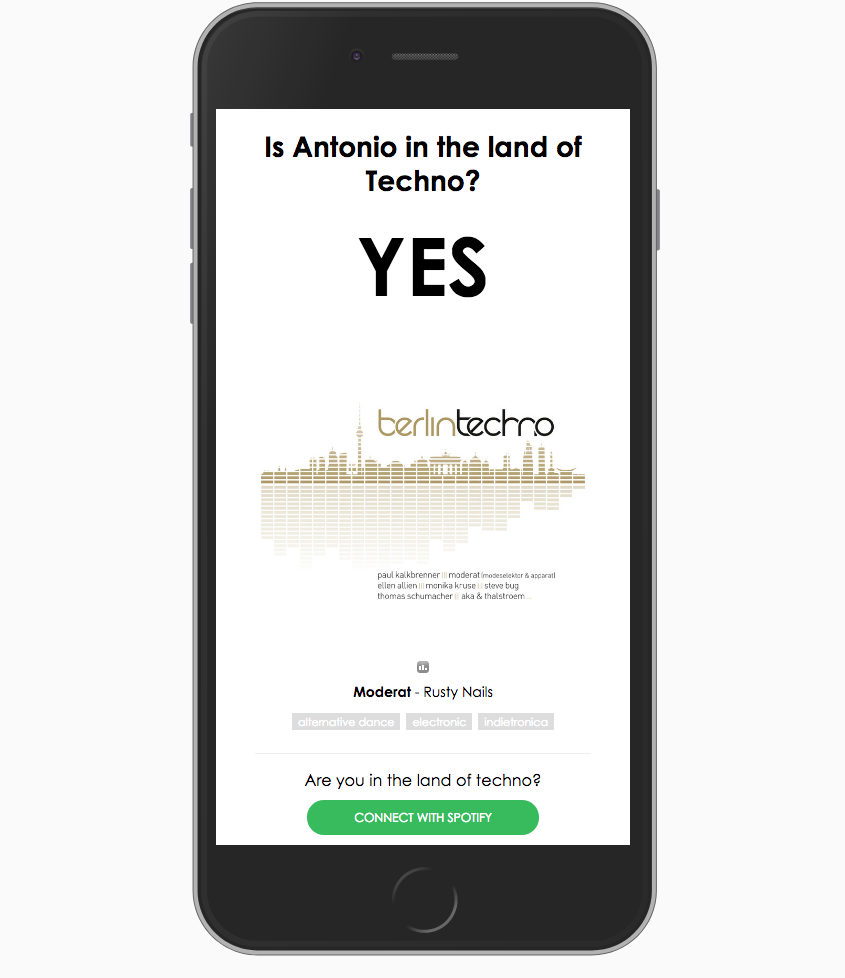 Is Antonio in the land of
Techno?
YES
berlintechno
paul kalkbrenner ||| moderat (modeselektor & apparat)
ellen allien ||| monika kruse ||| steve bug
thomas schumacher ||| aka & thalstroem ...
Moderat - Rusty Nails
alternative dance electronic indietronica
Are you in the land of techno?
CONNECT WITH SPOTIFY